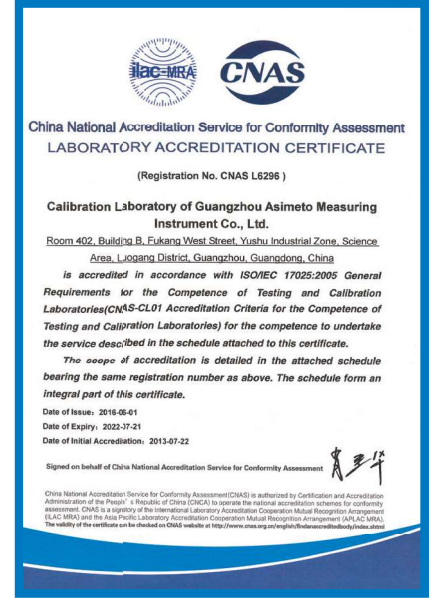 ilac-MRA
CNAS
China National Accreditation Service for Conformity Assessment
LABORATORY ACCREDITATION CERTIFICATE
(Registration No. CNAS L6296 )
Calibration Laboratory of Guangzhou Asimeto Measuring
Instrument Co., Ltd.
Room 402, Building B, Fukang West Street, Yushu Industrial Zone, Science
Area, Luogang District, Guangzhou, Guangdong, China
is accredited in accordance with ISO/IEC 17025:2005 General
Requirements for the Competence of Testing and Calibration
Laboratories(CNAS-CL01 Accreditation Criteria for the Competence of
Testing and Calibration Laboratories) for the competence to undertake
the service described in the schedule attached to this certificate.
The scope of accreditation is detailed in the attached schedule
bearing the same registration number as above. The schedule form an
integral part of this certificate.
Date of Issue: 2016-06-01
Date of Expiry: 2022-07-21
Date of Initial Accrediation: 2013-07-22
Signed on behalf of China National Accreditation Service for Conformity Assessment
China National Accreditation Service for Conformity Assessment(CNAS) is authorized by Certification and Accreditation
Administration of the People's Republic of China (CNCA) to operate the national accreditation schemes for conformity
assessment. CNAS is a signatory of the International Laboratory Accreditation Cooperation Mutual Recognition Arrangement
(ILAC MRA) and the Asia Pacific Laboratory Accreditation Cooperation Mutual Recognition Arrangement (APLAC MRA).
The validity of the certificate can be checked on CNAS website at http://www.cnas.org.cn/english/findanaccreditedbody/index.shtml